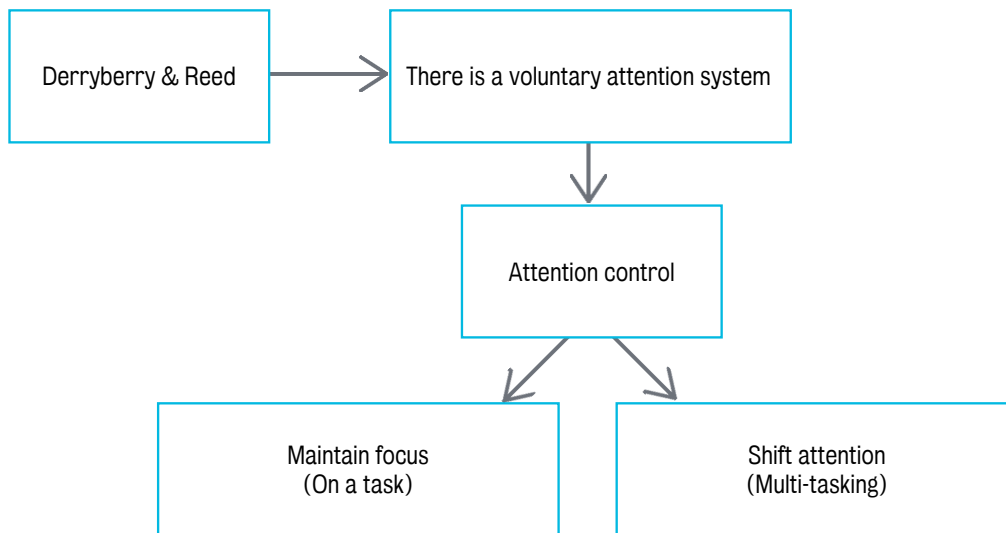 Derryberry & Reed
There is a voluntary attention system
Attention control
Maintain focus
(On a task)
Shift attention
(Multi-tasking)